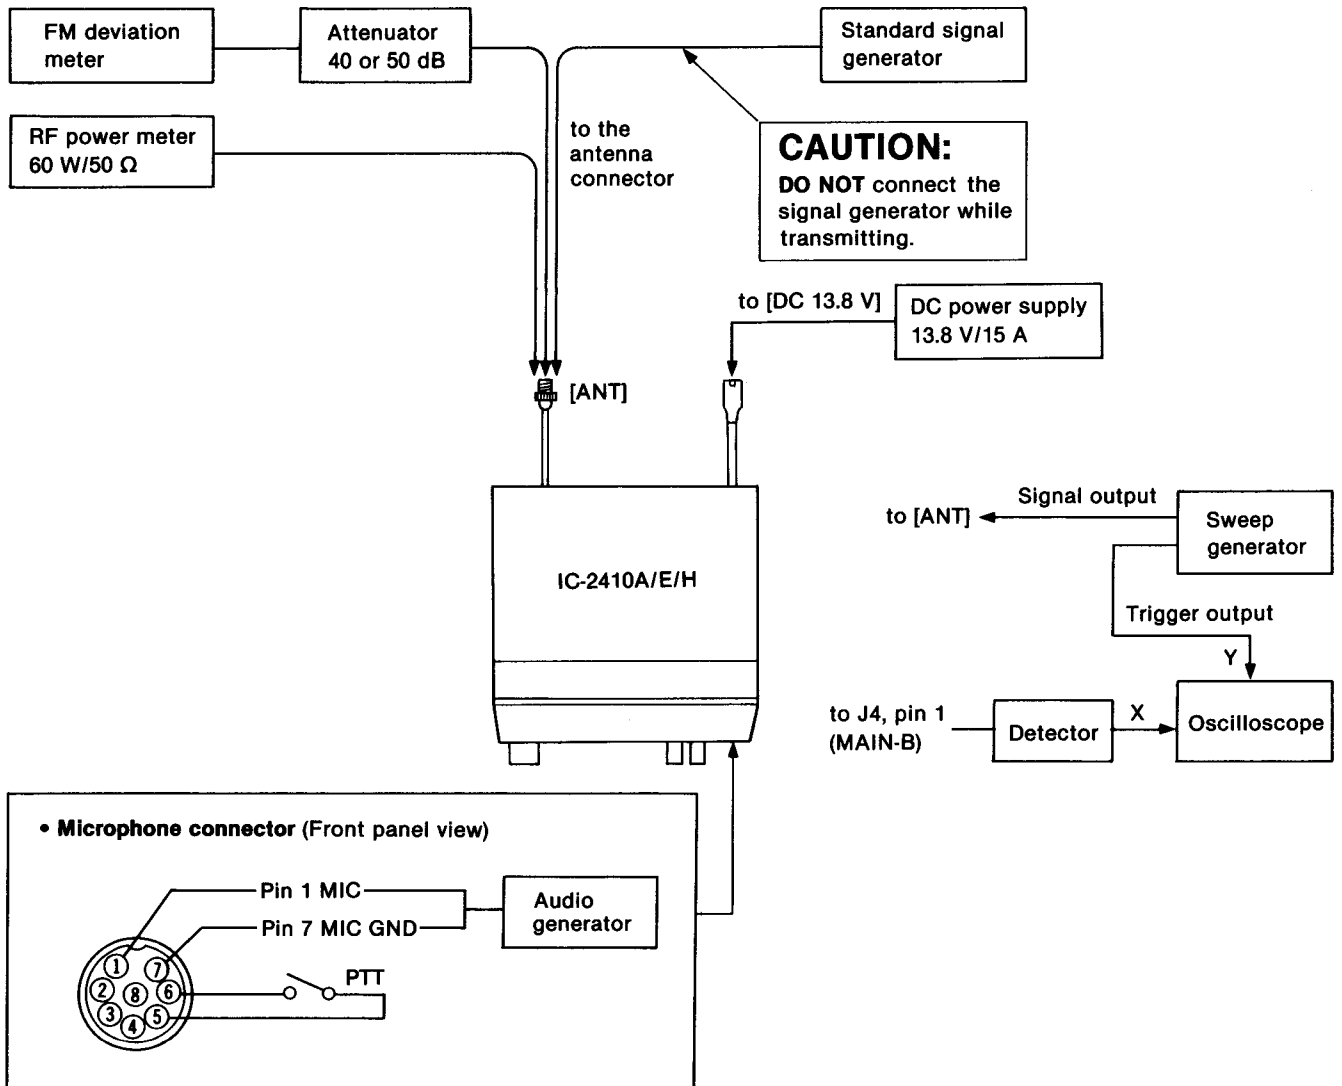 FM deviation
meter
Attenuator
40 or 50 dB
Standard signal
generator
RF power meter
60 W/50 Ω
to the
antenna
connector
CAUTION:
DO NOT connect the
signal generator while
transmitting.
to [DC 13.8 V]
DC power supply
13.8 V/15 A
[ANT]
IC-2410A/E/H
to [ANT]
Signal output
Sweep
generator
Trigger output
Y
to J4, pin 1
(MAIN-B)
Detector
X
Oscilloscope
• Microphone connector (Front panel view)
Pin 1 MIC
Pin 7 MIC GND
Audio
generator
PTT
1
7
2
8
6
3
5
4